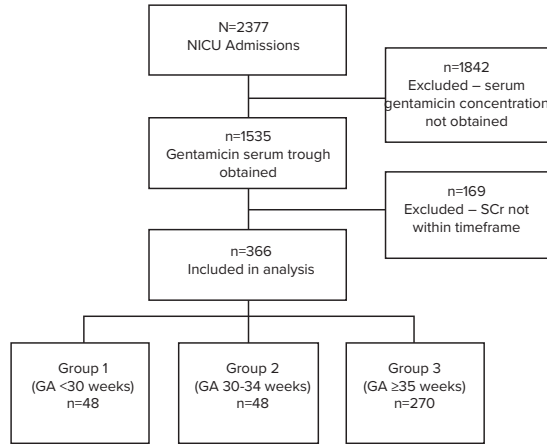 N=2377
NICU Admissions
n=1842
Excluded – serum
gentamicin concentration
not obtained
n=1535
Gentamicin serum trough
obtained
n=169
Excluded – SCr not
within timeframe
n=366
Included in analysis
Group 1
(GA <30 weeks)
n=48
Group 2
(GA 30-34 weeks)
n=48
Group 3
(GA ≥35 weeks)
n=270